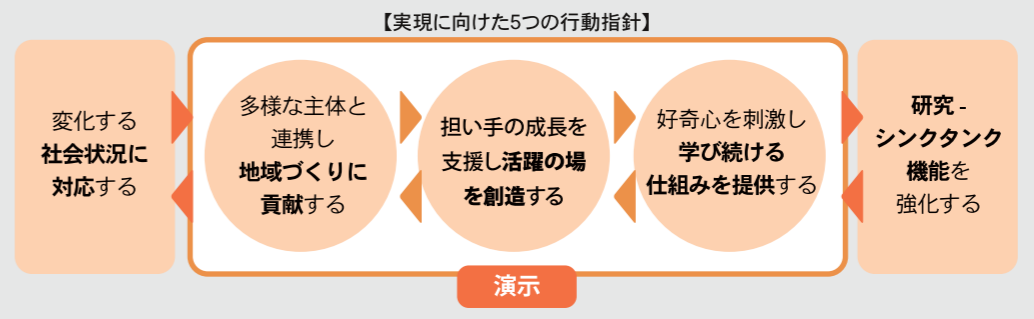 【実現に向けた5つの行動指針】
変化する
社会状況に
対応する
多様な主体と
連携し
地域づくりに
貢献する
担い手の成長を
支援し活躍の場
を創造する
好奇心を刺激し
学び続ける
仕組みを提供する
研究 -
シンクタンク
機能を
強化する
演示